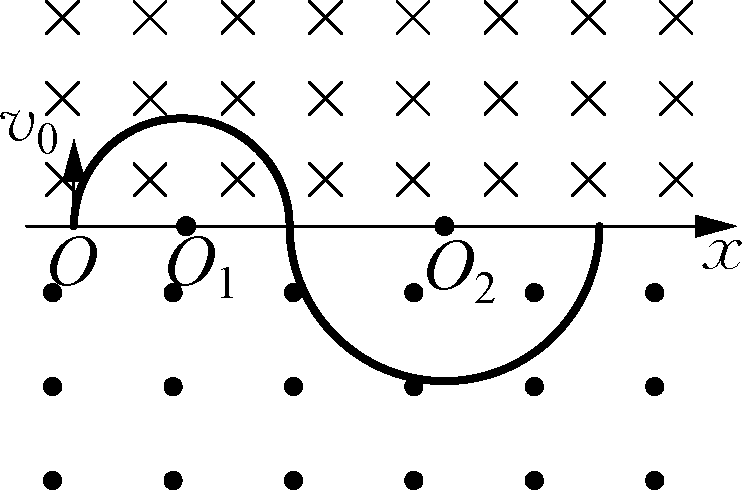 v₀
O O₁ O₂ x